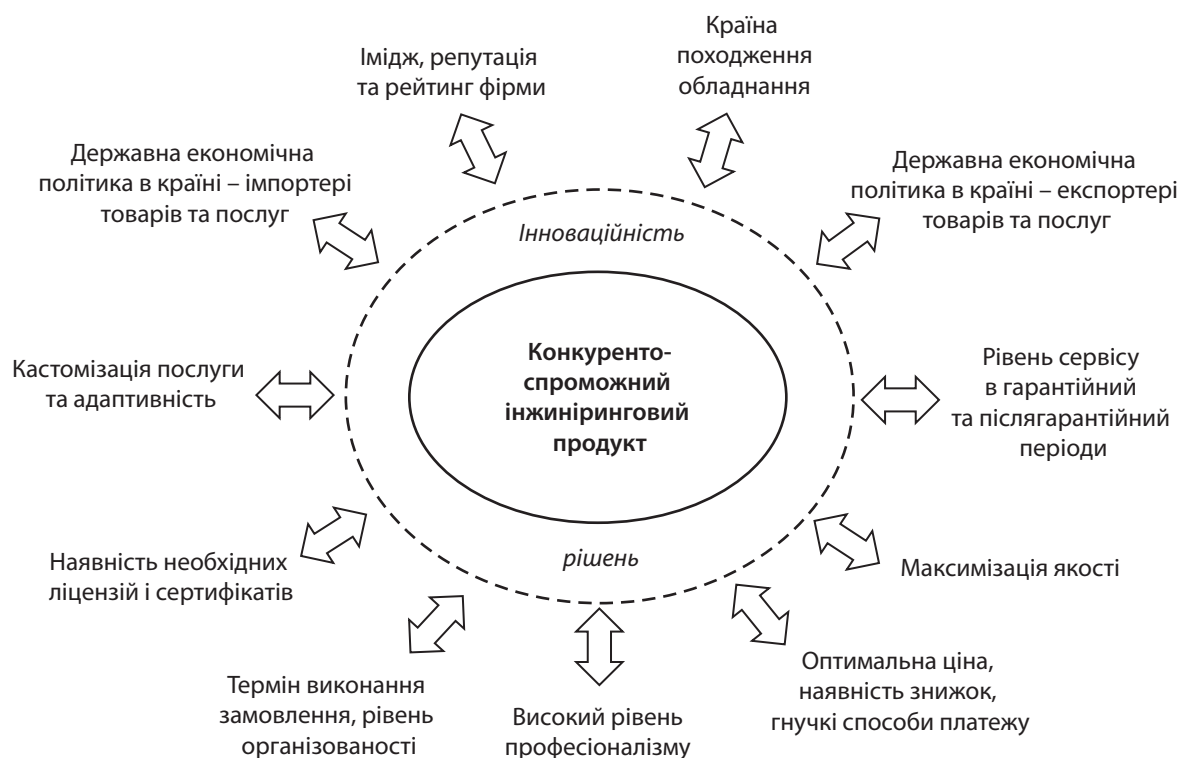 Країна
походження
обладнання
Імідж, репутація
та рейтинг фірми
Державна економічна
політика в країні – імпортері
товарів та послуг
Державна економічна
політика в країні – експортері
товарів та послуг
Інноваційність
Конкуренто-
спроможний
інжиніринговий
продукт
Кастомізація послуги
та адаптивність
Рівень сервісу
в гарантійний
та післягарантійний
періоди
рішень
Наявність необхідних
ліцензій і сертифікатів
Максимізація якості
Термін виконання
замовлення, рівень
організованості
Високий рівень
професіоналізму
Оптимальна ціна,
наявність знижок,
гнучкі способи платежу